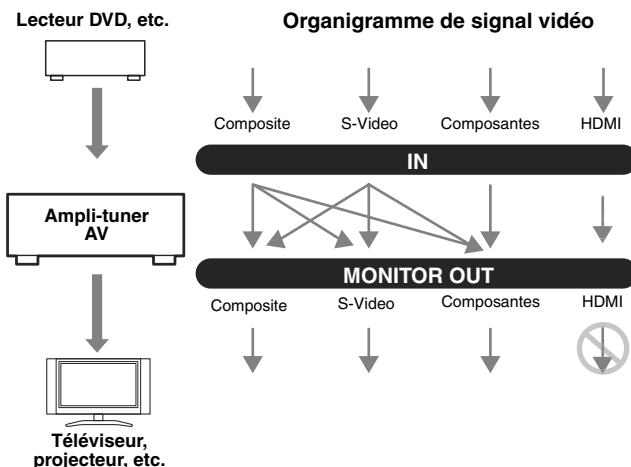 Lecteur DVD, etc.
Organigramme de signal vidéo
Composite S-Video Composantes HDMI
IN
Ampli-tuner
AV
MONITOR OUT
Composite S-Video Composantes HDMI
Téléviseur,
projecteur, etc.